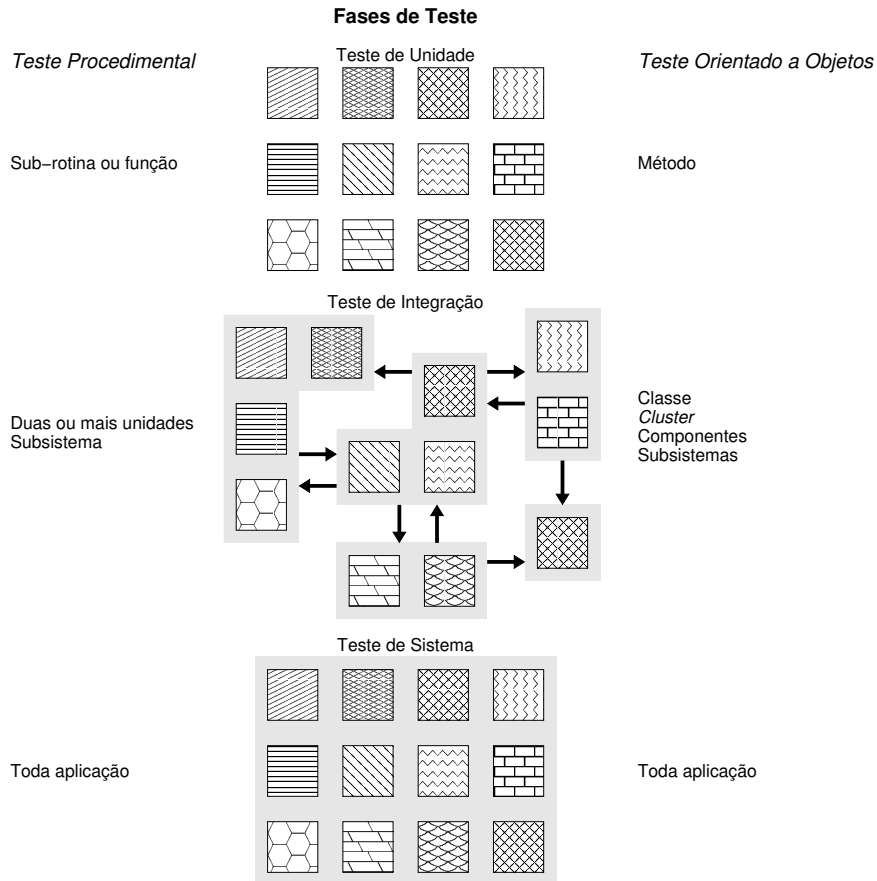 Fases de Teste
Teste Procedimental
Teste de Unidade
Teste Orientado a Objetos
Sub−rotina ou função
Método
Teste de Integração
Duas ou mais unidades
Subsistema
Classe
Cluster
Componentes
Subsistemas
Teste de Sistema
Toda aplicação
Toda aplicação